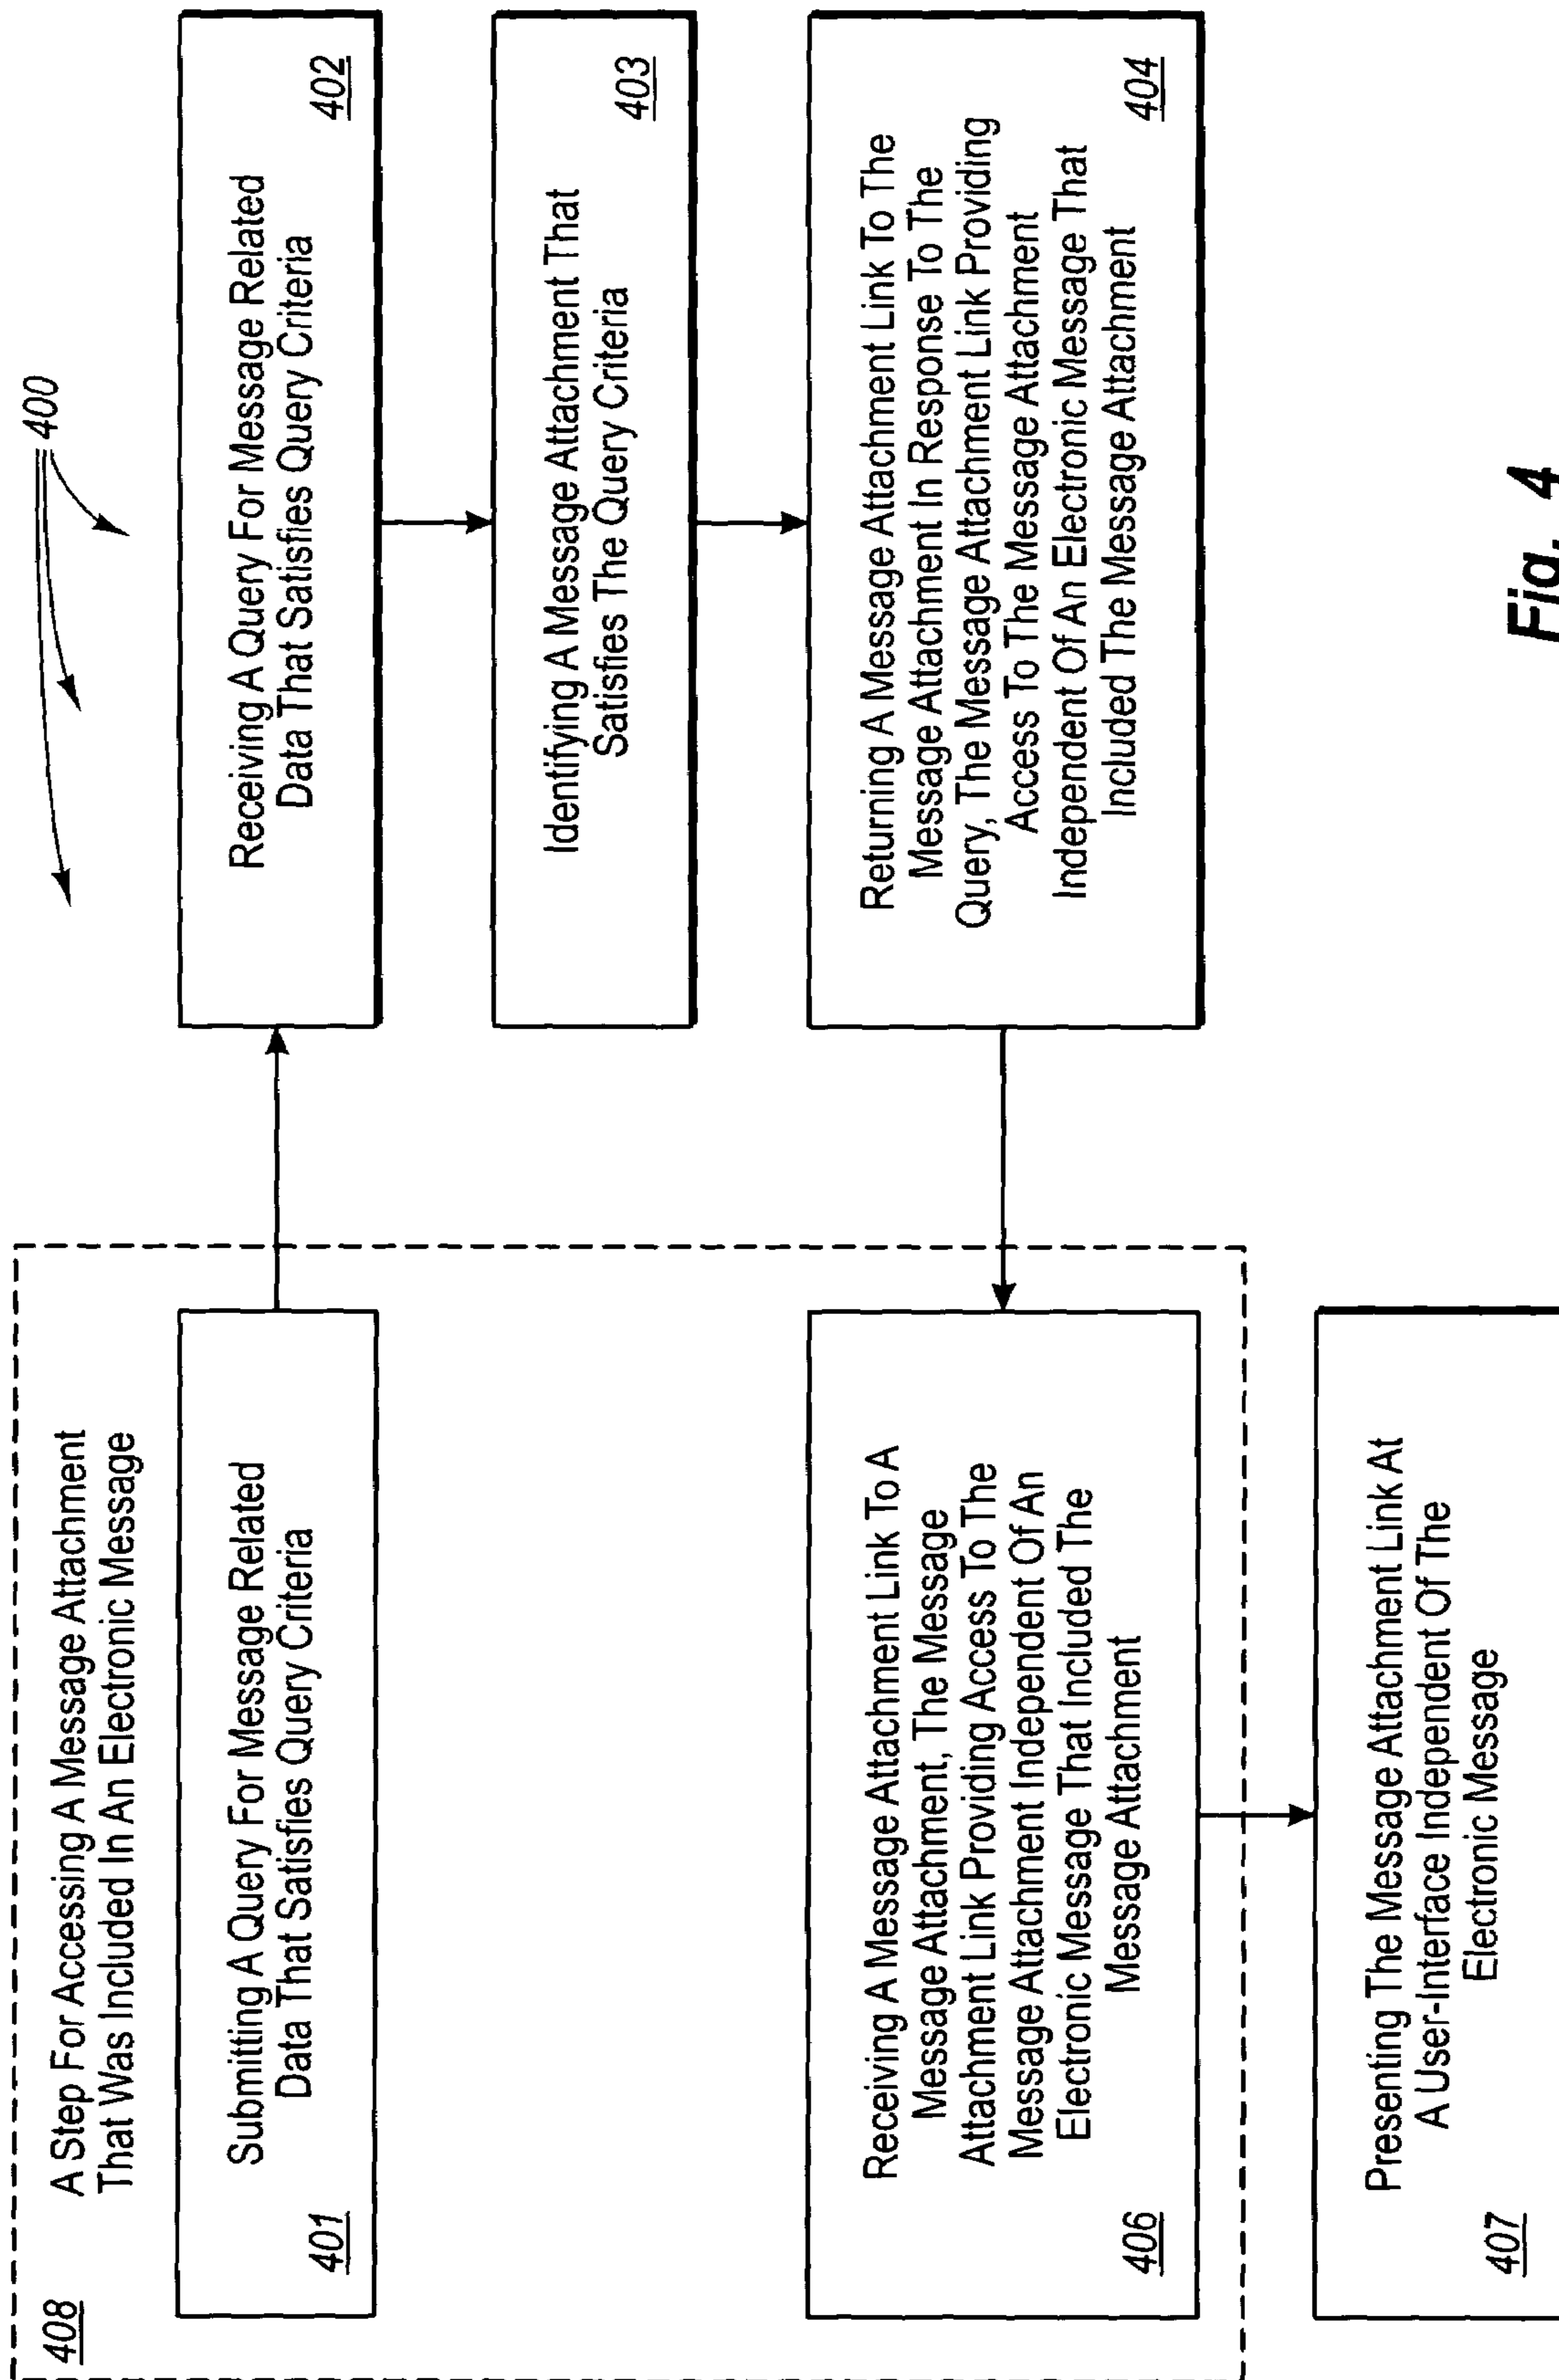 400
408
A Step For Accessing A Message Attachment
That Was Included In An Electronic Message
Submitting A Query For Message Related
Data That Satisfies Query Criteria
401
Receiving A Query For Message Related
Data That Satisfies Query Criteria
402
Identifying A Message Attachment That
Satisfies The Query Criteria
403
Returning A Message Attachment Link To The
Message Attachment In Response To The
Query, The Message Attachment Link Providing
Access To The Message Attachment
Independent Of An Electronic Message That
Included The Message Attachment
404
Receiving A Message Attachment Link To A
Message Attachment, The Message
Attachment Link Providing Access To The
Message Attachment Independent Of An
Electronic Message That Included The
Message Attachment
406
Presenting The Message Attachment Link At
A User-Interface Independent Of The
Electronic Message
407
Fig. 4